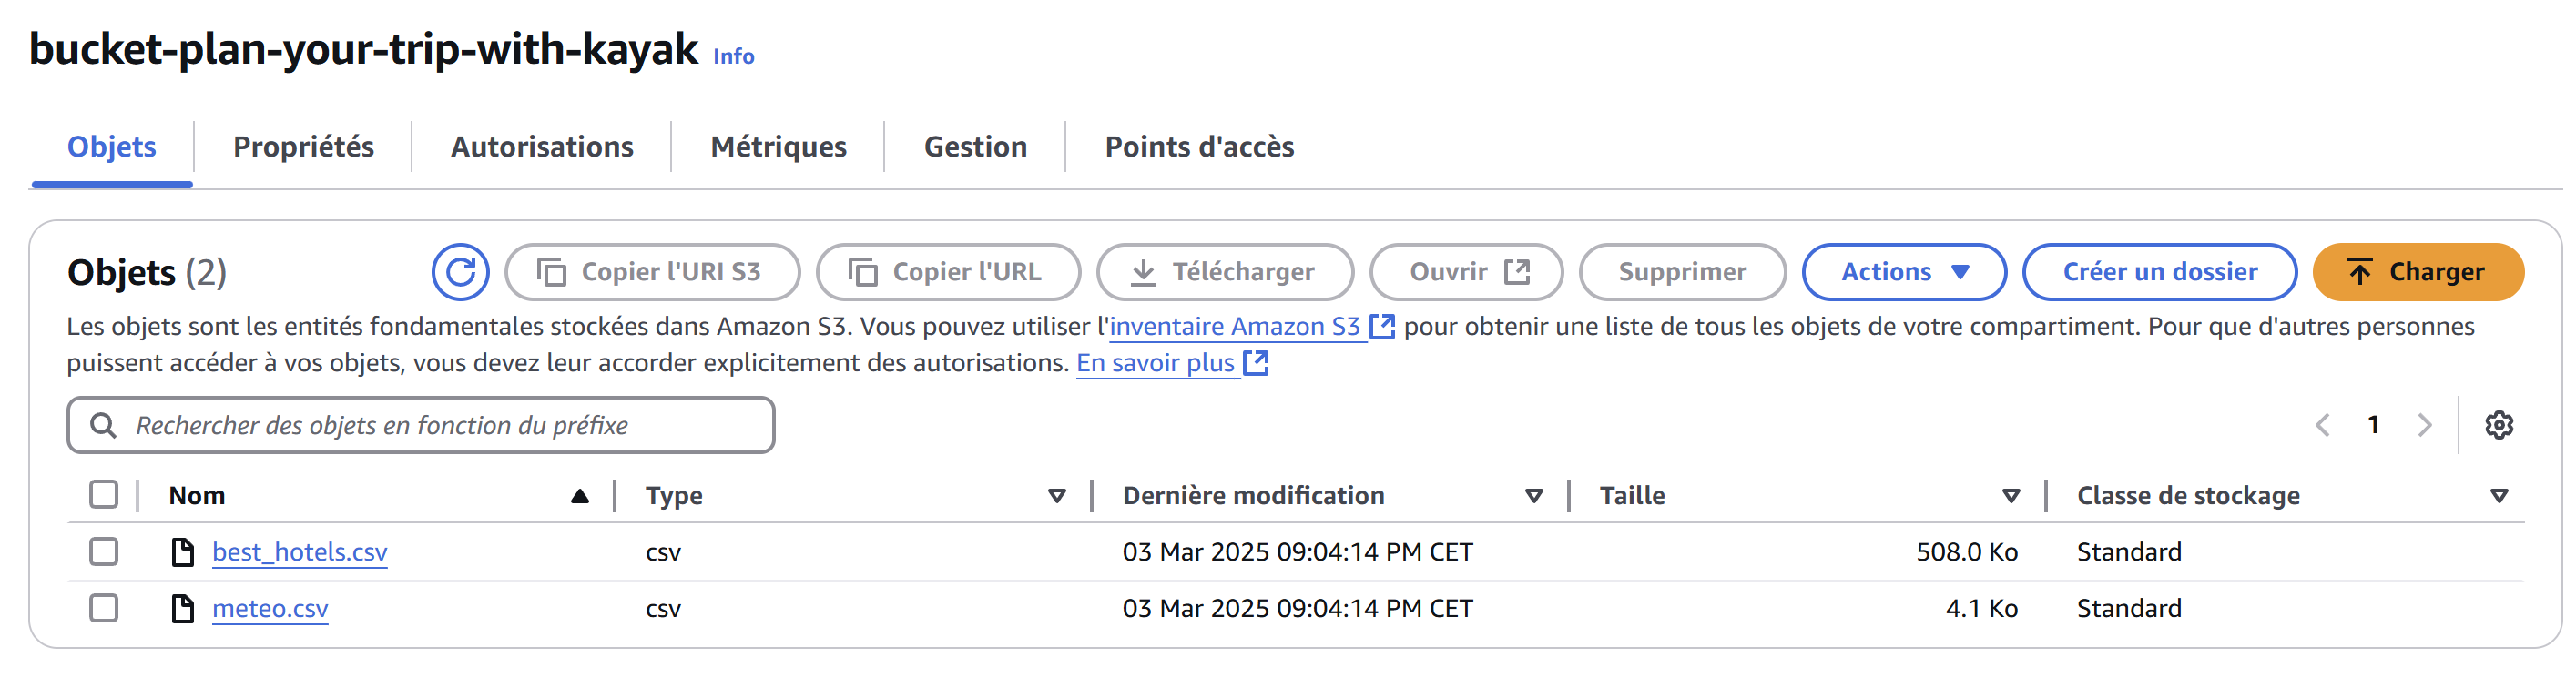 bucket-plan-your-trip-with-kayak Info
Objets Propriétés Autorisations Métriques Gestion Points d'accès
Objets (2) Copier l'URI S3 Copier l'URL Télécharger Ouvrir Supprimer Actions Créer un dossier Charger
Les objets sont les entités fondamentales stockées dans Amazon S3. Vous pouvez utiliser l'inventaire Amazon S3 pour obtenir une liste de tous les objets de votre compartiment. Pour que d'autres personnes
puissent accéder à vos objets, vous devez leur accorder explicitement des autorisations. En savoir plus
Rechercher des objets en fonction du préfixe 1
Nom Type Dernière modification Taille Classe de stockage
best_hotels.csv csv 03 Mar 2025 09:04:14 PM CET 508.0 Ko Standard
meteo.csv csv 03 Mar 2025 09:04:14 PM CET 4.1 Ko Standard